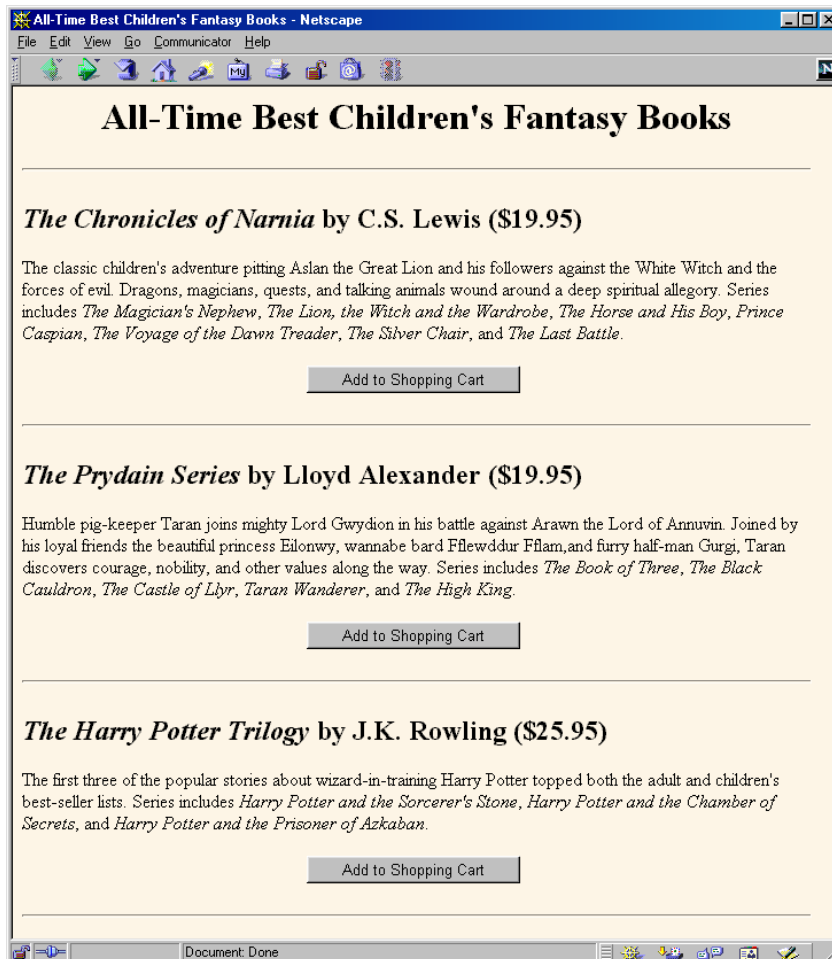 All-Time Best Children's Fantasy Books - Netscape
File Edit View Go Communicator Help
My
N
All-Time Best Children's Fantasy Books
The Chronicles of Narnia by C.S. Lewis ($19.95)
The classic children's adventure pitting Aslan the Great Lion and his followers against the White Witch and the
forces of evil. Dragons, magicians, quests, and talking animals wound around a deep spiritual allegory. Series
includes The Magician's Nephew, The Lion, the Witch and the Wardrobe, The Horse and His Boy, Prince
Caspian, The Voyage of the Dawn Treader, The Silver Chair, and The Last Battle.
Add to Shopping Cart
The Prydain Series by Lloyd Alexander ($19.95)
Humble pig-keeper Taran joins mighty Lord Gwydion in his battle against Arawn the Lord of Annuvin. Joined by
his loyal friends the beautiful princess Eilonwy, wannabe bard Fflewddur Fflam,and furry half-man Gurgi, Taran
discovers courage, nobility, and other values along the way. Series includes The Book of Three, The Black
Cauldron, The Castle of Llyr, Taran Wanderer, and The High King.
Add to Shopping Cart
The Harry Potter Trilogy by J.K. Rowling ($25.95)
The first three of the popular stories about wizard-in-training Harry Potter topped both the adult and children's
best-seller lists. Series includes Harry Potter and the Sorcerer's Stone, Harry Potter and the Chamber of
Secrets, and Harry Potter and the Prisoner of Azkaban.
Add to Shopping Cart
Document: Done